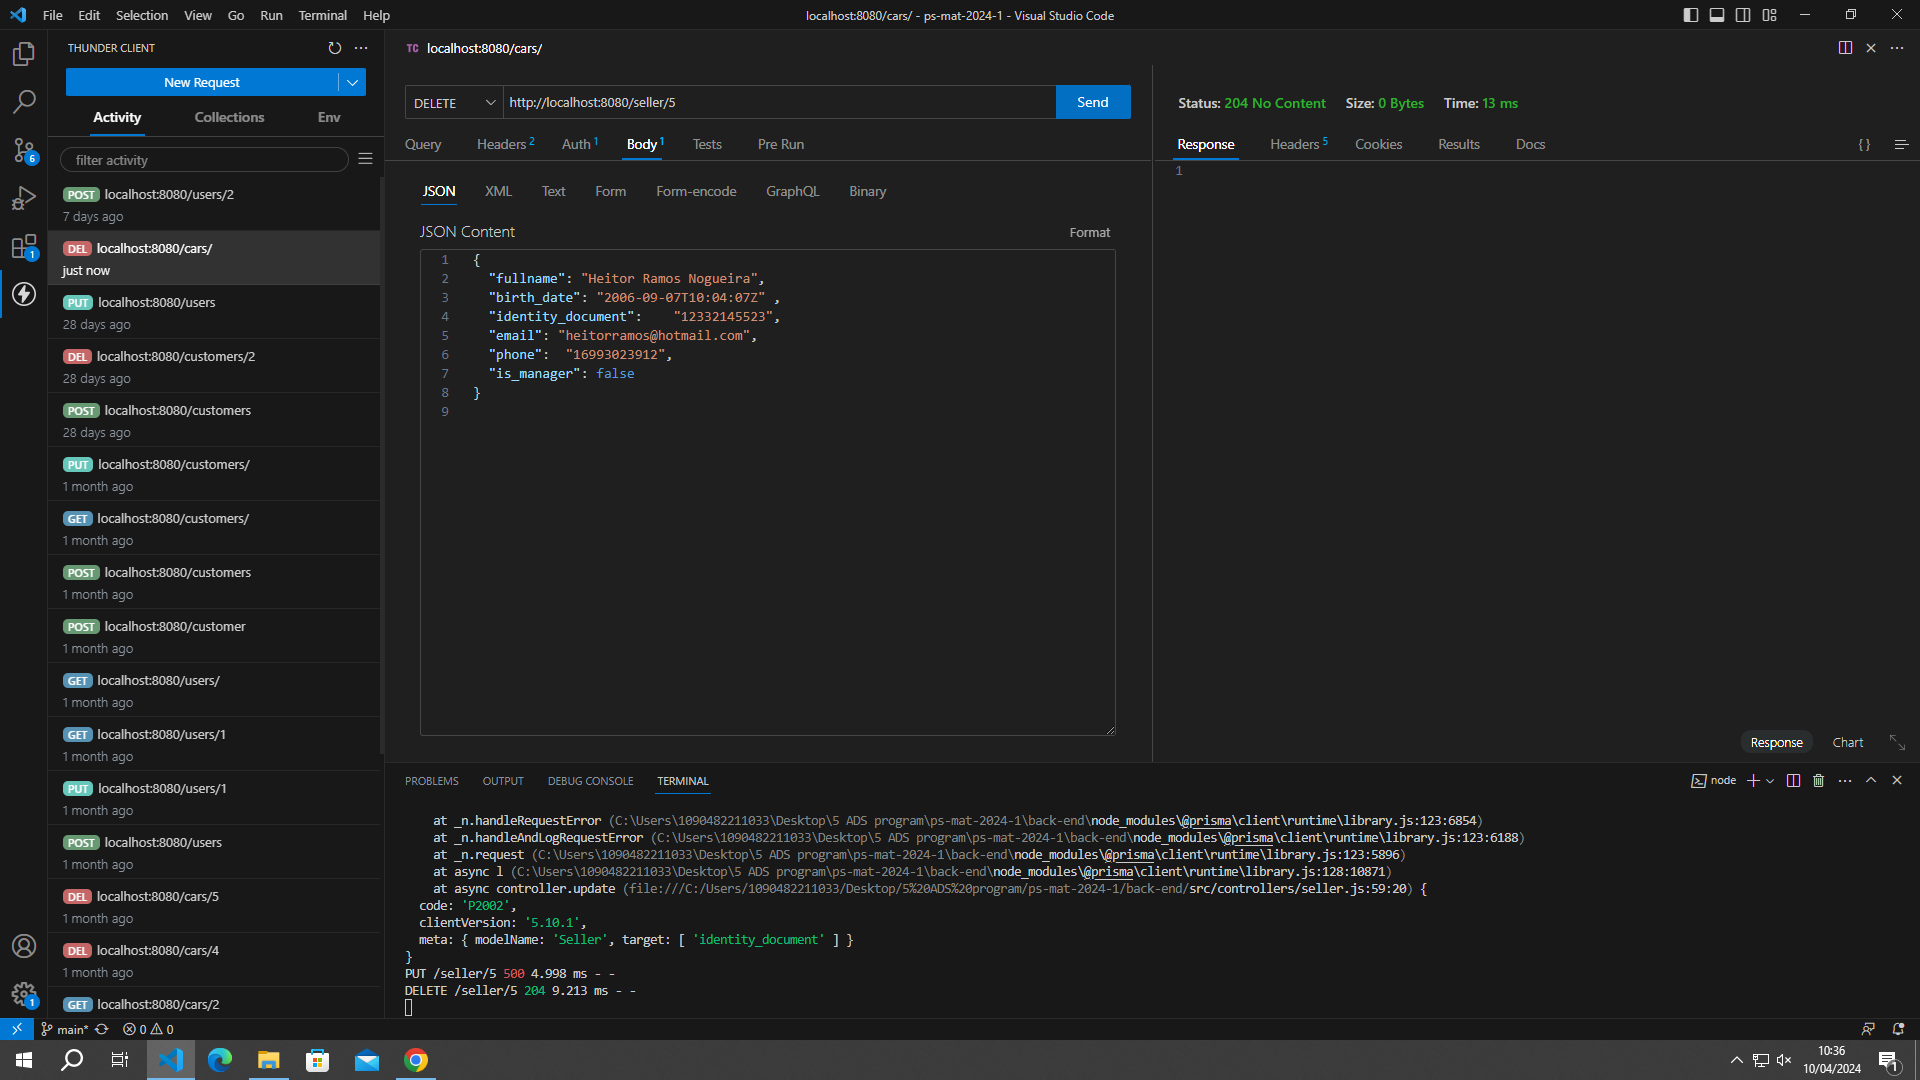 File Edit Selection View Go Run Terminal Help
localhost:8080/cars/ - ps-mat-2024-1 - Visual Studio Code
THUNDER CLIENT
New Request
Activity Collections Env
filter activity
POST localhost:8080/users/2
7 days ago
DEL localhost:8080/cars/
just now
PUT localhost:8080/users
28 days ago
DEL localhost:8080/customers/2
28 days ago
POST localhost:8080/customers
28 days ago
PUT localhost:8080/customers/
1 month ago
GET localhost:8080/customers/
1 month ago
POST localhost:8080/customers
1 month ago
POST localhost:8080/customer
1 month ago
GET localhost:8080/users/
1 month ago
GET localhost:8080/users/1
1 month ago
PUT localhost:8080/users/1
1 month ago
POST localhost:8080/users
1 month ago
DEL localhost:8080/cars/5
1 month ago
DEL localhost:8080/cars/4
1 month ago
GET localhost:8080/cars/2
6
1
1
TC localhost:8080/cars/
DELETE http://localhost:8080/seller/5 Send
Query Headers 2 Auth 1 Body 1 Tests Pre Run
JSON XML Text Form Form-encode GraphQL Binary
JSON Content Format
1 {
2 "fullname": "Heitor Ramos Nogueira",
3 "birth_date": "2006-09-07T10:04:07Z" ,
4 "identity_document":    "12332145523",
5 "email": "heitorramos@hotmail.com",
6 "phone":  "16993023912",
7 "is_manager": false
8 }
9
Status: 204 No Content Size: 0 Bytes Time: 13 ms
Response Headers 5 Cookies Results Docs { }
1
Response Chart
PROBLEMS OUTPUT DEBUG CONSOLE TERMINAL
node
at _n.handleRequestError (C:\Users\1090482211033\Desktop\5 ADS program\ps-mat-2024-1\back-end\node_modules\@prisma\client\runtime\library.js:123:6854)
at _n.handleAndLogRequestError (C:\Users\1090482211033\Desktop\5 ADS program\ps-mat-2024-1\back-end\node_modules\@prisma\client\runtime\library.js:123:6188)
at _n.request (C:\Users\1090482211033\Desktop\5 ADS program\ps-mat-2024-1\back-end\node_modules\@prisma\client\runtime\library.js:123:5896)
at async l (C:\Users\1090482211033\Desktop\5 ADS program\ps-mat-2024-1\back-end\node_modules\@prisma\client\runtime\library.js:128:10871)
at async controller.update (file:///C:/Users/1090482211033/Desktop/5%20ADS%20program/ps-mat-2024-1/back-end/src/controllers/seller.js:59:20) {
code: 'P2002',
clientVersion: '5.10.1',
meta: { modelName: 'Seller', target: [ 'identity_document' ] }
}
PUT /seller/5 500 4.998 ms - -
DELETE /seller/5 204 9.213 ms - -
main* 0 0
10:36
10/04/2024
1